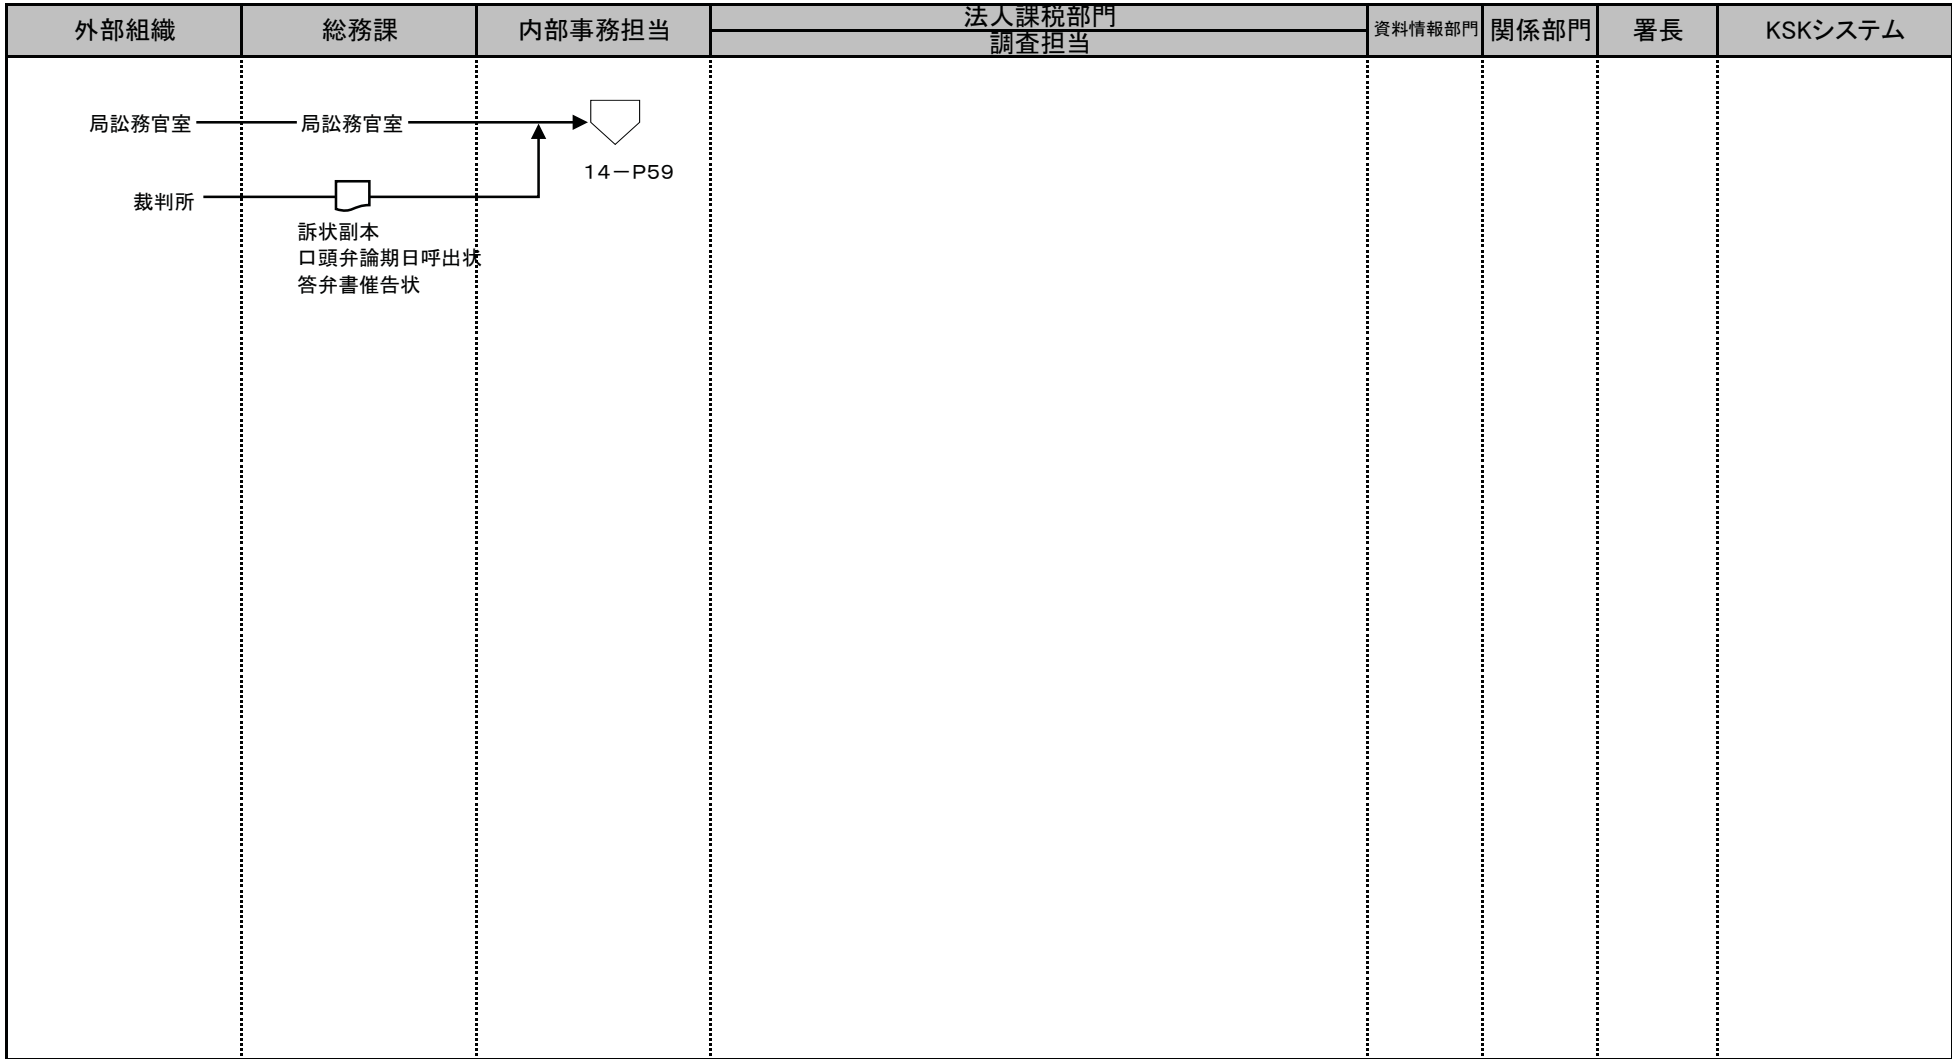 外部組織
総務課
内部事務担当
法人課税部門
調査担当
資料情報部門
関係部門
署長
KSKシステム
局訟務官室
局訟務官室
14-P59
裁判所
訴状副本
口頭弁論期日呼出状
答弁書催告状